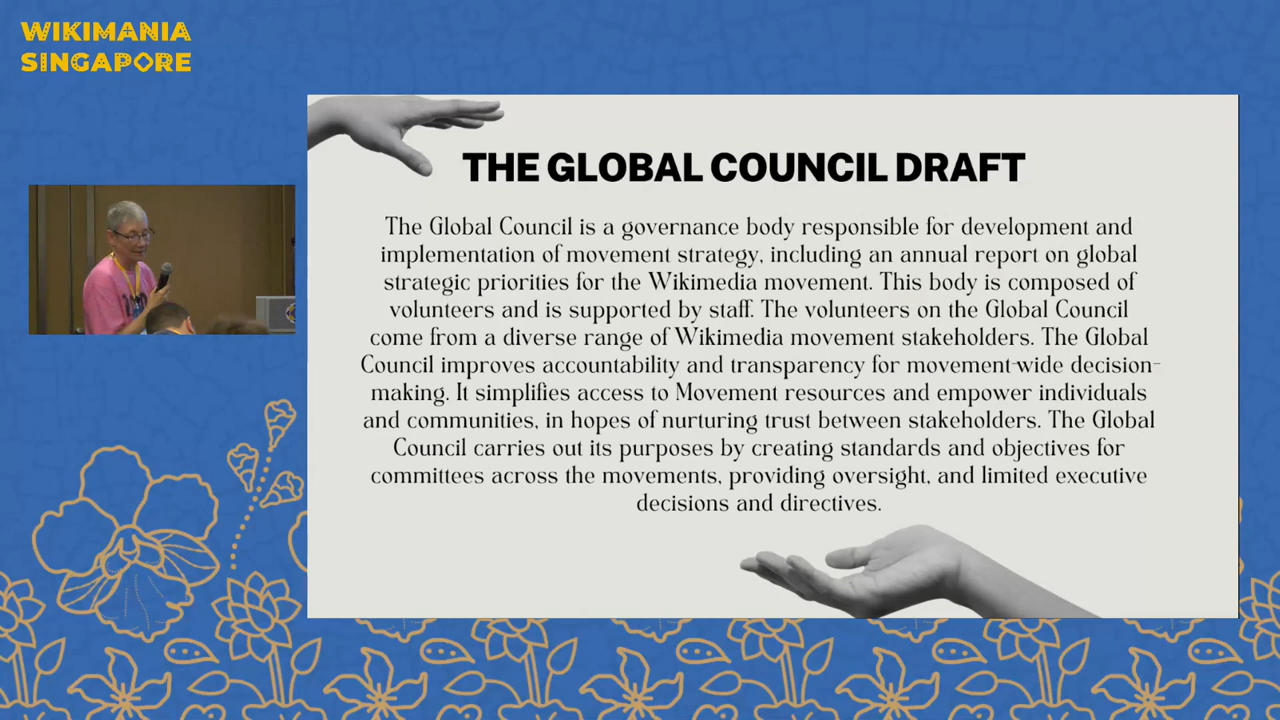 WIKIMANIA
SINGAPORE
THE GLOBAL COUNCIL DRAFT
The Global Council is a governance body responsible for development and
implementation of movement strategy, including an annual report on global
strategic priorities for the Wikimedia movement. This body is composed of
volunteers and is supported by staff. The volunteers on the Global Council
come from a diverse range of Wikimedia movement stakeholders. The Global
Council improves accountability and transparency for movement-wide decision-
making. It simplifies access to Movement resources and empower individuals
and communities, in hopes of nurturing trust between stakeholders. The Global
Council carries out its purposes by creating standards and objectives for
committees across the movements, providing oversight, and limited executive
decisions and directives.